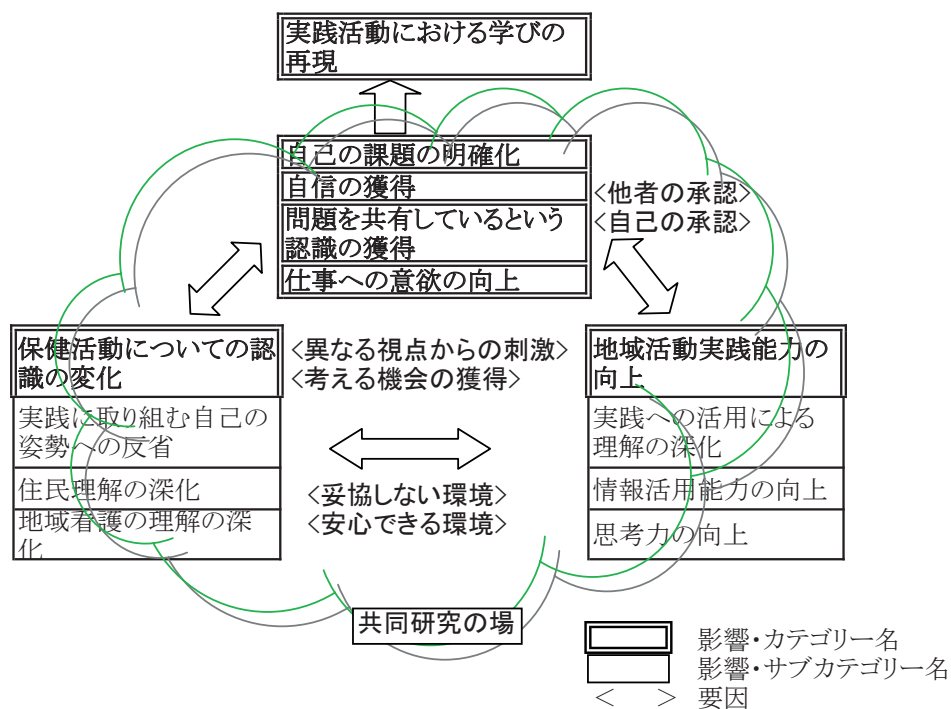 実践活動における学びの
再現
自己の課題の明確化
自信の獲得
問題を共有しているという
認識の獲得
仕事への意欲の向上
<他者の承認>
<自己の承認>
保健活動についての認
識の変化
実践に取り組む自己の
姿勢への反省
住民理解の深化
地域看護の理解の深
化
<異なる視点からの刺激>
<考える機会の獲得>
<妥協しない環境>
<安心できる環境>
地域活動実践能力の
向上
実践への活用による
理解の深化
情報活用能力の向上
思考力の向上
共同研究の場
影響・カテゴリー名
影響・サブカテゴリー名
< > 要因